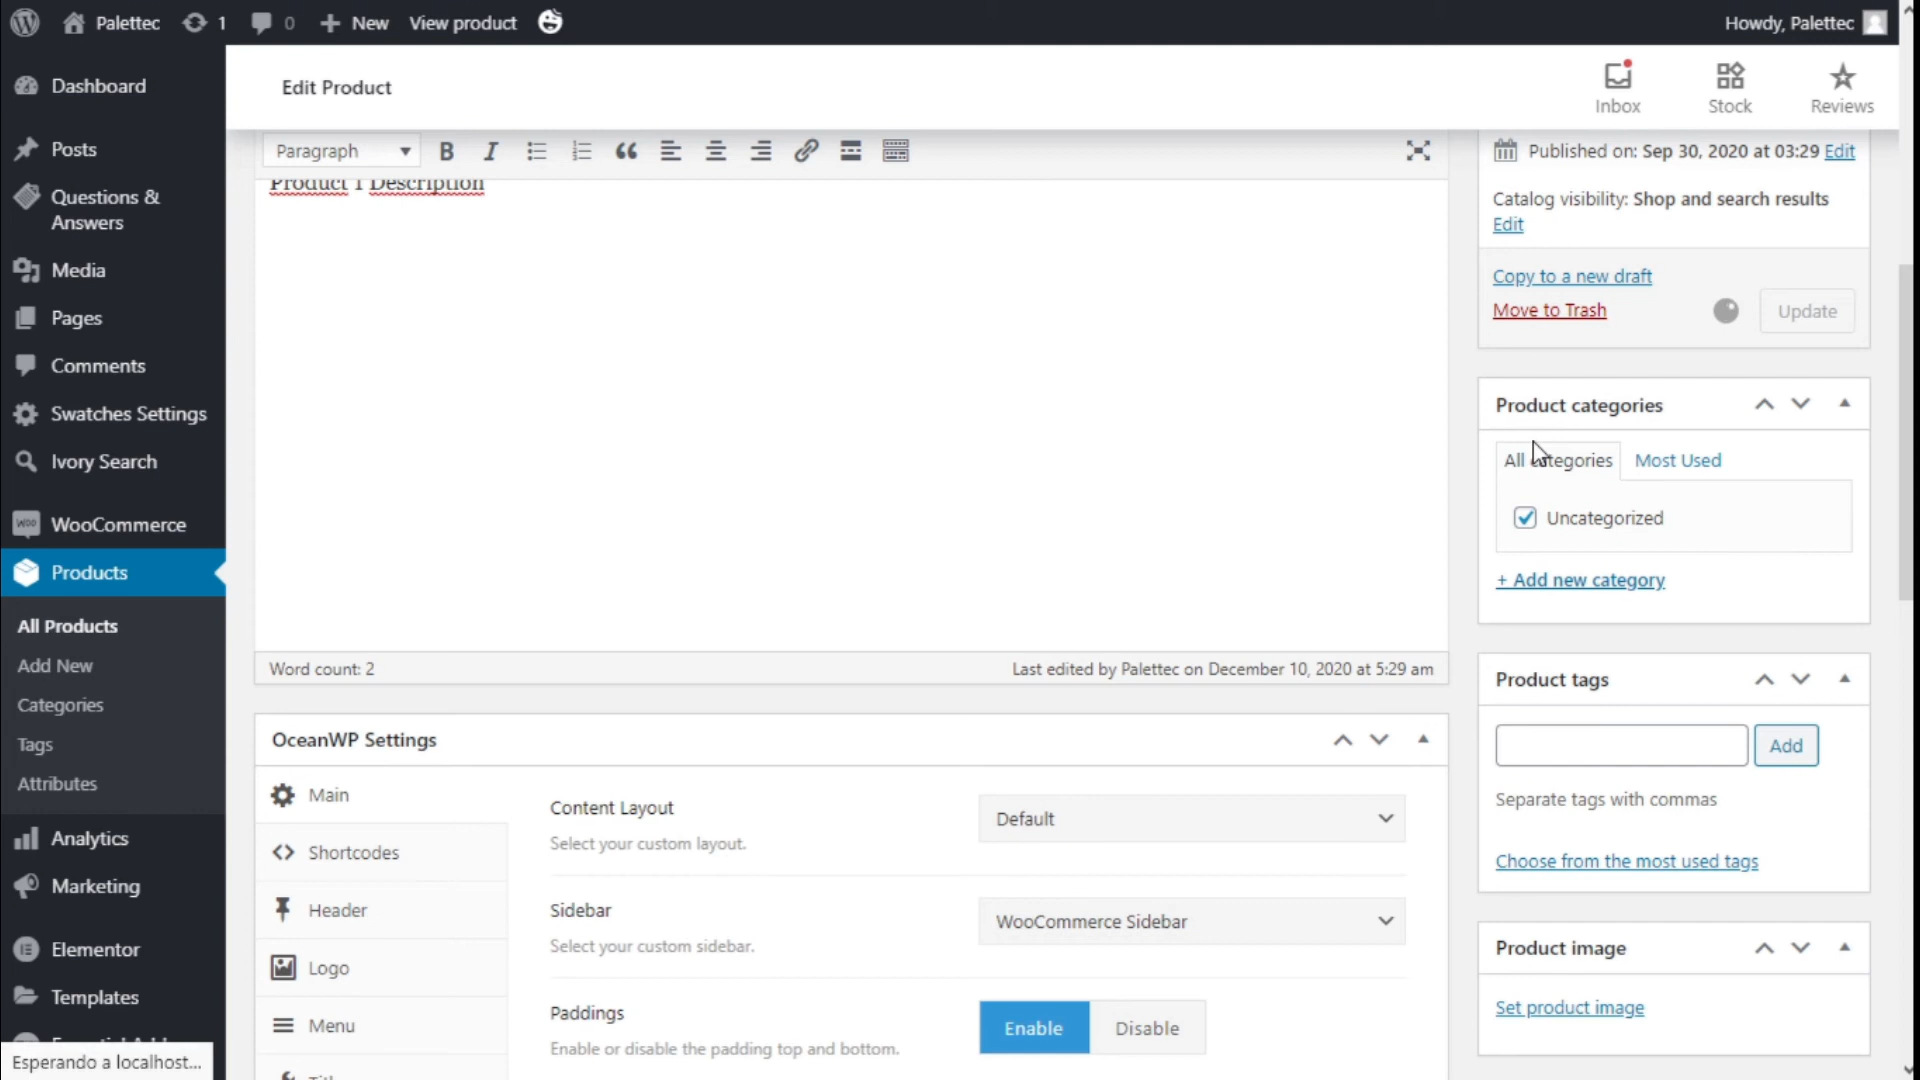 Palettec 1 0 + New View product Howdy, Palettec
Dashboard
Posts
Questions &
Answers
Media
Pages
Comments
Swatches Settings
Ivory Search
WOO WooCommerce
Products
All Products
Add New
Categories
Tags
Attributes
Analytics
Marketing
Elementor
Templates
Esperando a localhost...
Edit Product
Inbox
Stock
Reviews
Paragraph B I
Product 1 Description
Word count: 2 Last edited by Palettec on December 10, 2020 at 5:29 am
OceanWP Settings
Main
Shortcodes
Header
Logo
Menu
Content Layout
Select your custom layout.
Default
Sidebar
Select your custom sidebar.
WooCommerce Sidebar
Paddings
Enable or disable the padding top and bottom.
Enable Disable
Published on: Sep 30, 2020 at 03:29 Edit
Catalog visibility: Shop and search results
Edit
Copy to a new draft
Move to Trash Update
Product categories
All categories Most Used
Uncategorized
+ Add new category
Product tags
Add
Separate tags with commas
Choose from the most used tags
Product image
Set product image